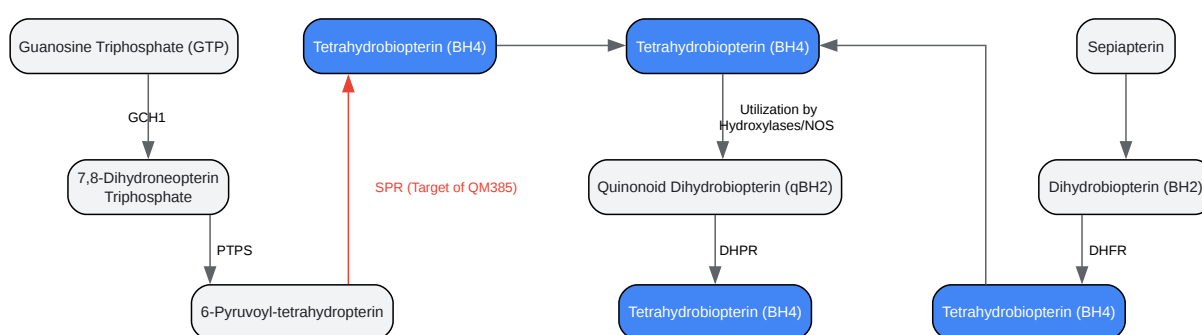 Guanosine Triphosphate (GTP)
Tetrahydrobiopterin (BH4)
Tetrahydrobiopterin (BH4)
Sepiapterin
GCH1
Utilization by
Hydroxylases/NOS
7,8-Dihydroneopterin
Triphosphate
SPR (Target of QM385)
Quinonoid Dihydrobiopterin (qBH2)
Dihydrobiopterin (BH2)
PTPS
DHPR
DHFR
6-Pyruvoyl-tetrahydropterin
Tetrahydrobiopterin (BH4)
Tetrahydrobiopterin (BH4)